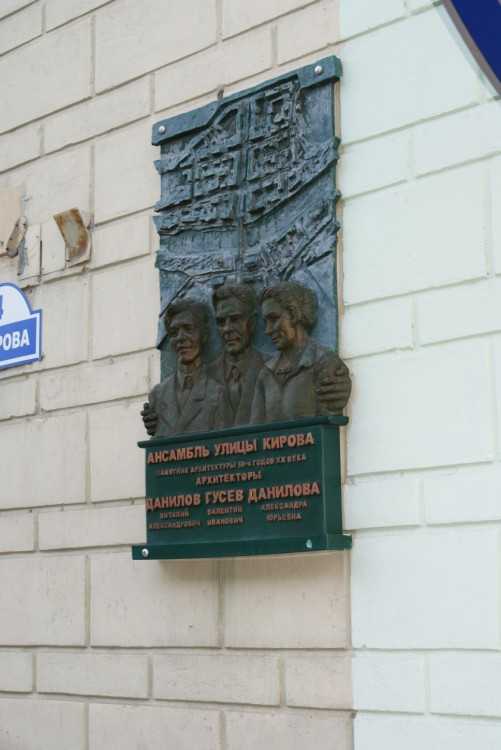 4
РОВА
АНСАМБЛЬ УЛИЦЫ КИРОВА
ПАМЯТНИК АРХИТЕКТУРЫ 50-х ГОДОВ XX ВЕКА
АРХИТЕКТОРЫ
ДАНИЛОВ ГУСЕВ ДАНИЛОВА
ВИТАЛИЙ ВАЛЕНТИН АЛЕКСАНДРА
АЛЕКСАНДРОВИЧ ИВАНОВИЧ ЮРЬЕВНА